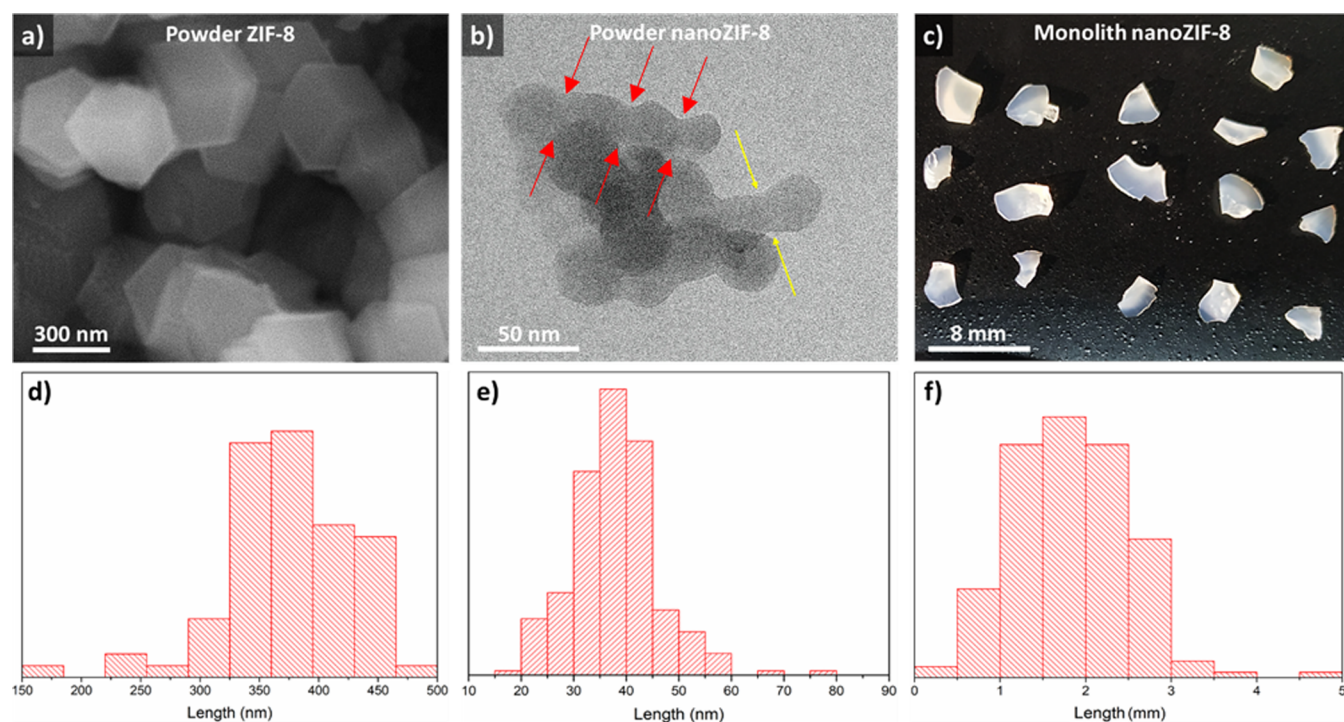 a) Powder ZIF-8
300 nm
b) Powder nanoZIF-8
50 nm
c) Monolith nanoZIF-8
8 mm
d)
150 200 250 300 350 400 450 500
Length (nm)
e)
10 20 30 40 50 60 70 80 90
Length (nm)
f)
0 1 2 3 4 5
Length (mm)